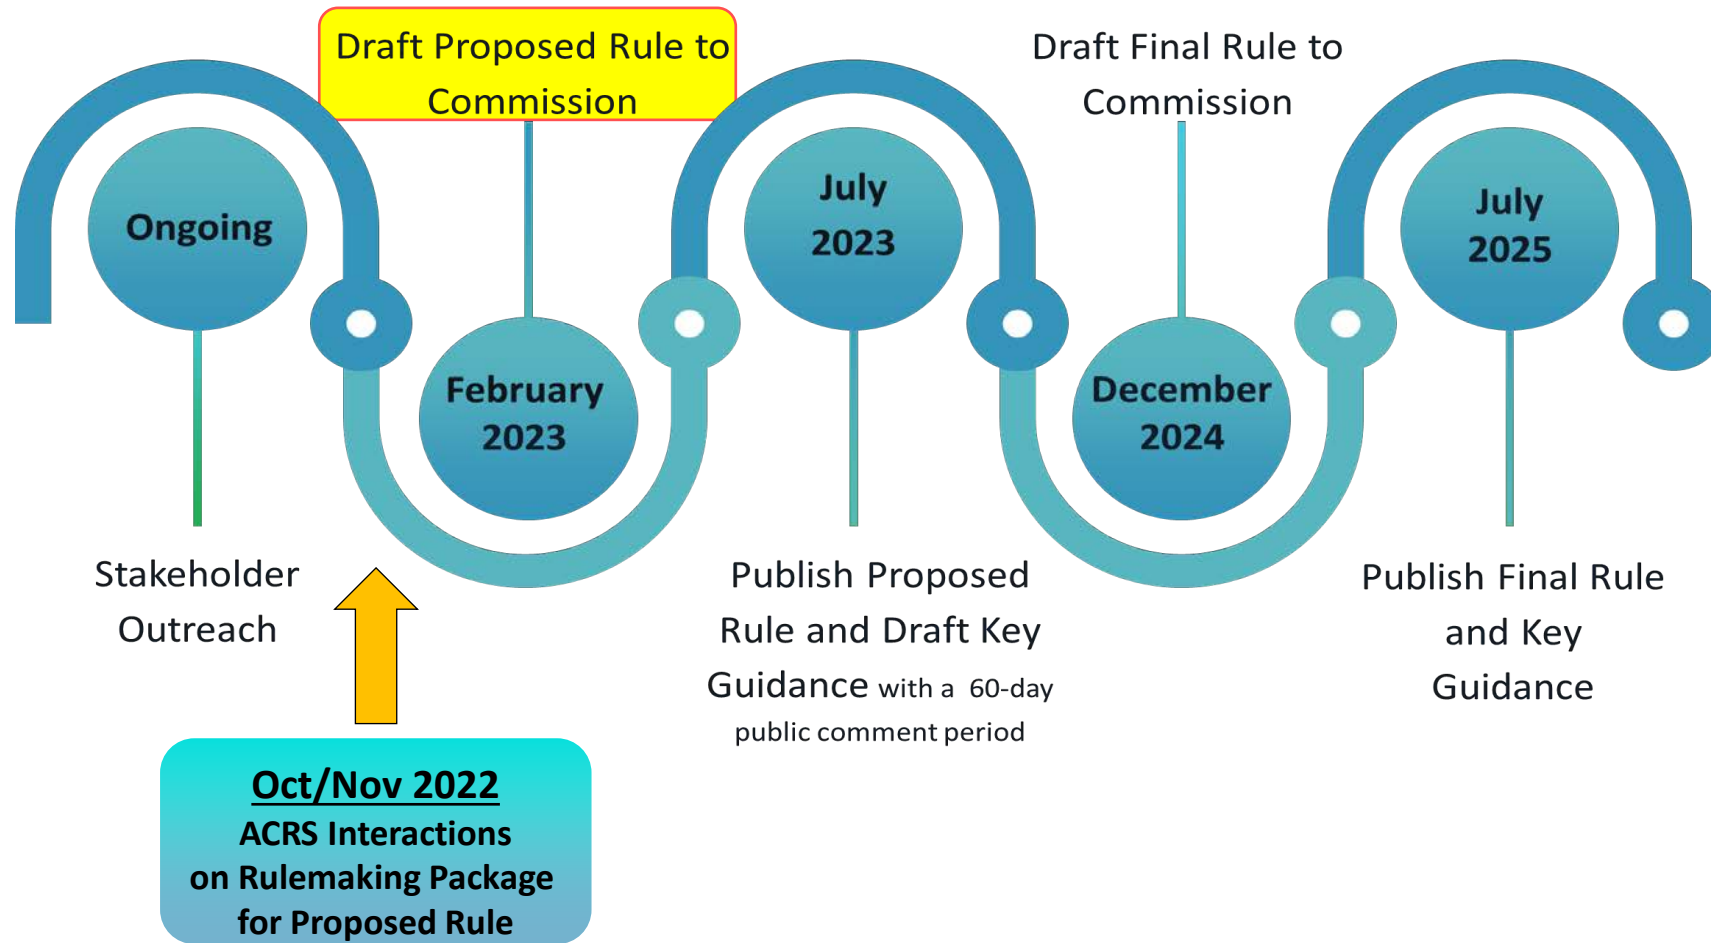 Draft Proposed Rule to
Commission
Draft Final Rule to
Commission
Ongoing
February
2023
July
2023
December
2024
July
2025
Stakeholder
Outreach
Publish Proposed
Rule and Draft Key
Guidance with a 60-day
public comment period
Publish Final Rule
and Key
Guidance
Oct/Nov 2022
ACRS Interactions
on Rulemaking Package
for Proposed Rule